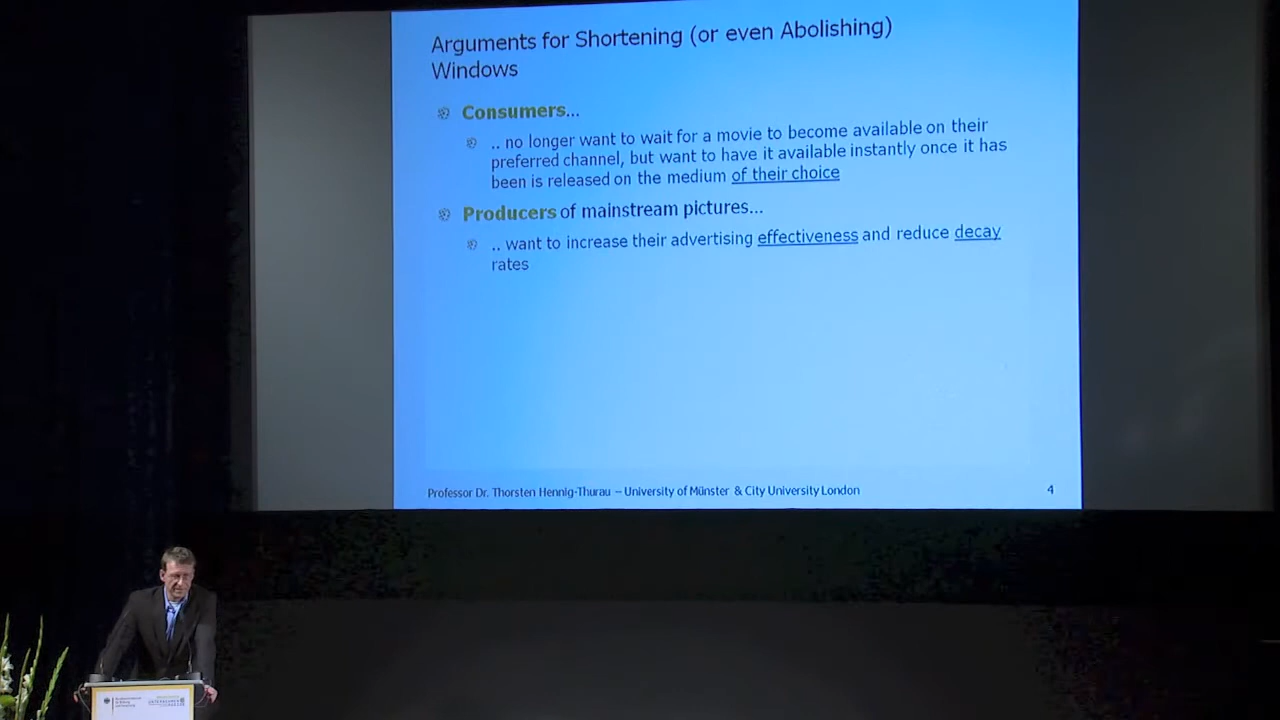 Arguments for Shortening (or even Abolishing)
Windows
Consumers...
.. no longer want to wait for a movie to become available on their
preferred channel, but want to have it available instantly once it has
been is released on the medium of their choice
Producers of mainstream pictures...
.. want to increase their advertising effectiveness and reduce decay
rates
Professor Dr. Thorsten Hennig-Thurau – University of Münster & City University London
4